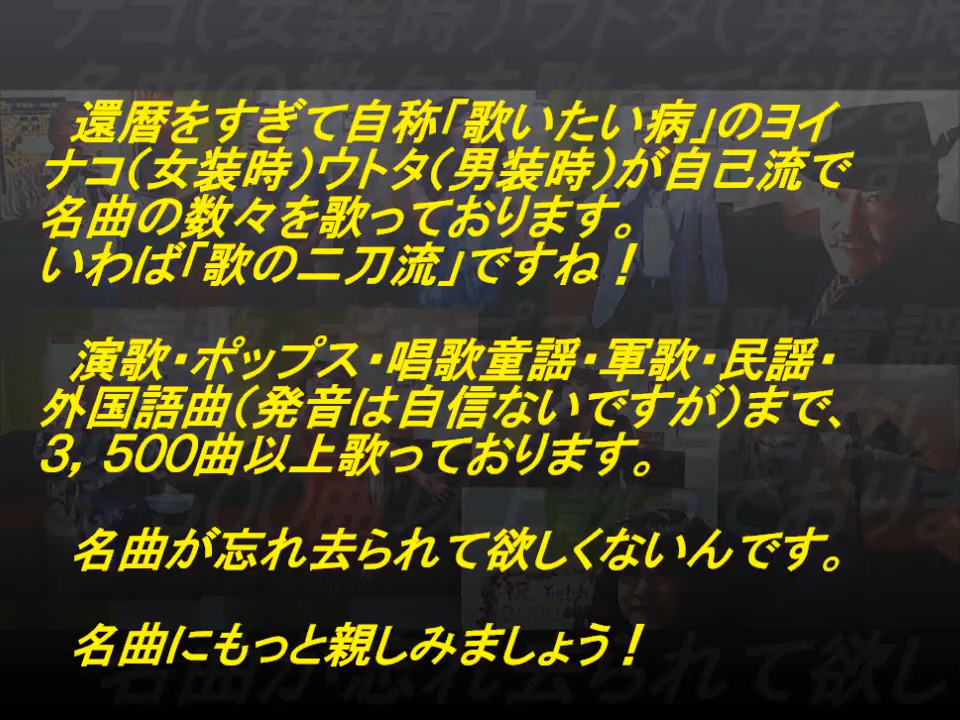 還暦をすぎて自称｢歌いたい病｣のヨイ
ナコ（女装時）ウトタ（男装時）が自己流で
名曲の数々を歌っております。
いわば｢歌の二刀流｣ですね！
演歌・ポップス・唱歌童謡・軍歌・民謡・
外国語曲（発音は自信ないですが）まで、
３，５００曲以上歌っております。
名曲が忘れ去られて欲しくないんです。
名曲にもっと親しみましょう！